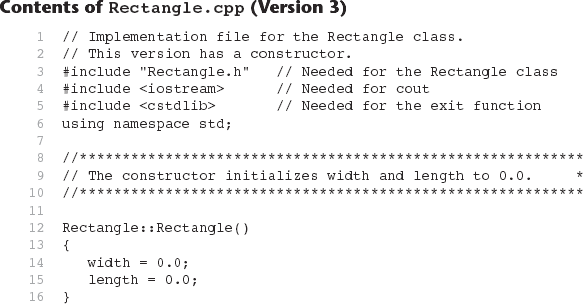 Contents of Rectangle.cpp (Version 3)
1 // Implementation file for the Rectangle class.
2 // This version has a constructor.
3 #include "Rectangle.h" // Needed for the Rectangle class
4 #include <iostream> // Needed for cout
5 #include <cstdlib> // Needed for the exit function
6 using namespace std;
7
8 //***********************************************************
9 // The constructor initializes width and length to 0.0. *
10 //***********************************************************
11
12 Rectangle::Rectangle()
13 {
14 width = 0.0;
15 length = 0.0;
16 }